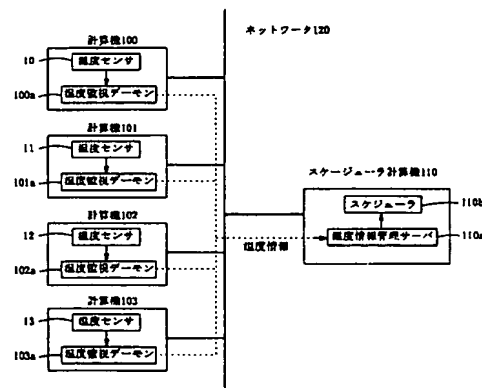 計算機100
10
温度センサ
温度監視デーモン
100a
計算機101
11
温度センサ
温度監視デーモン
101a
計算機102
12
温度センサ
温度監視デーモン
102a
計算機103
13
温度センサ
温度監視デーモン
103a
ネットワーク120
スケージューラ計算機110
スケジューラ
110b
温度情報管理サーバ
110a
温度情報